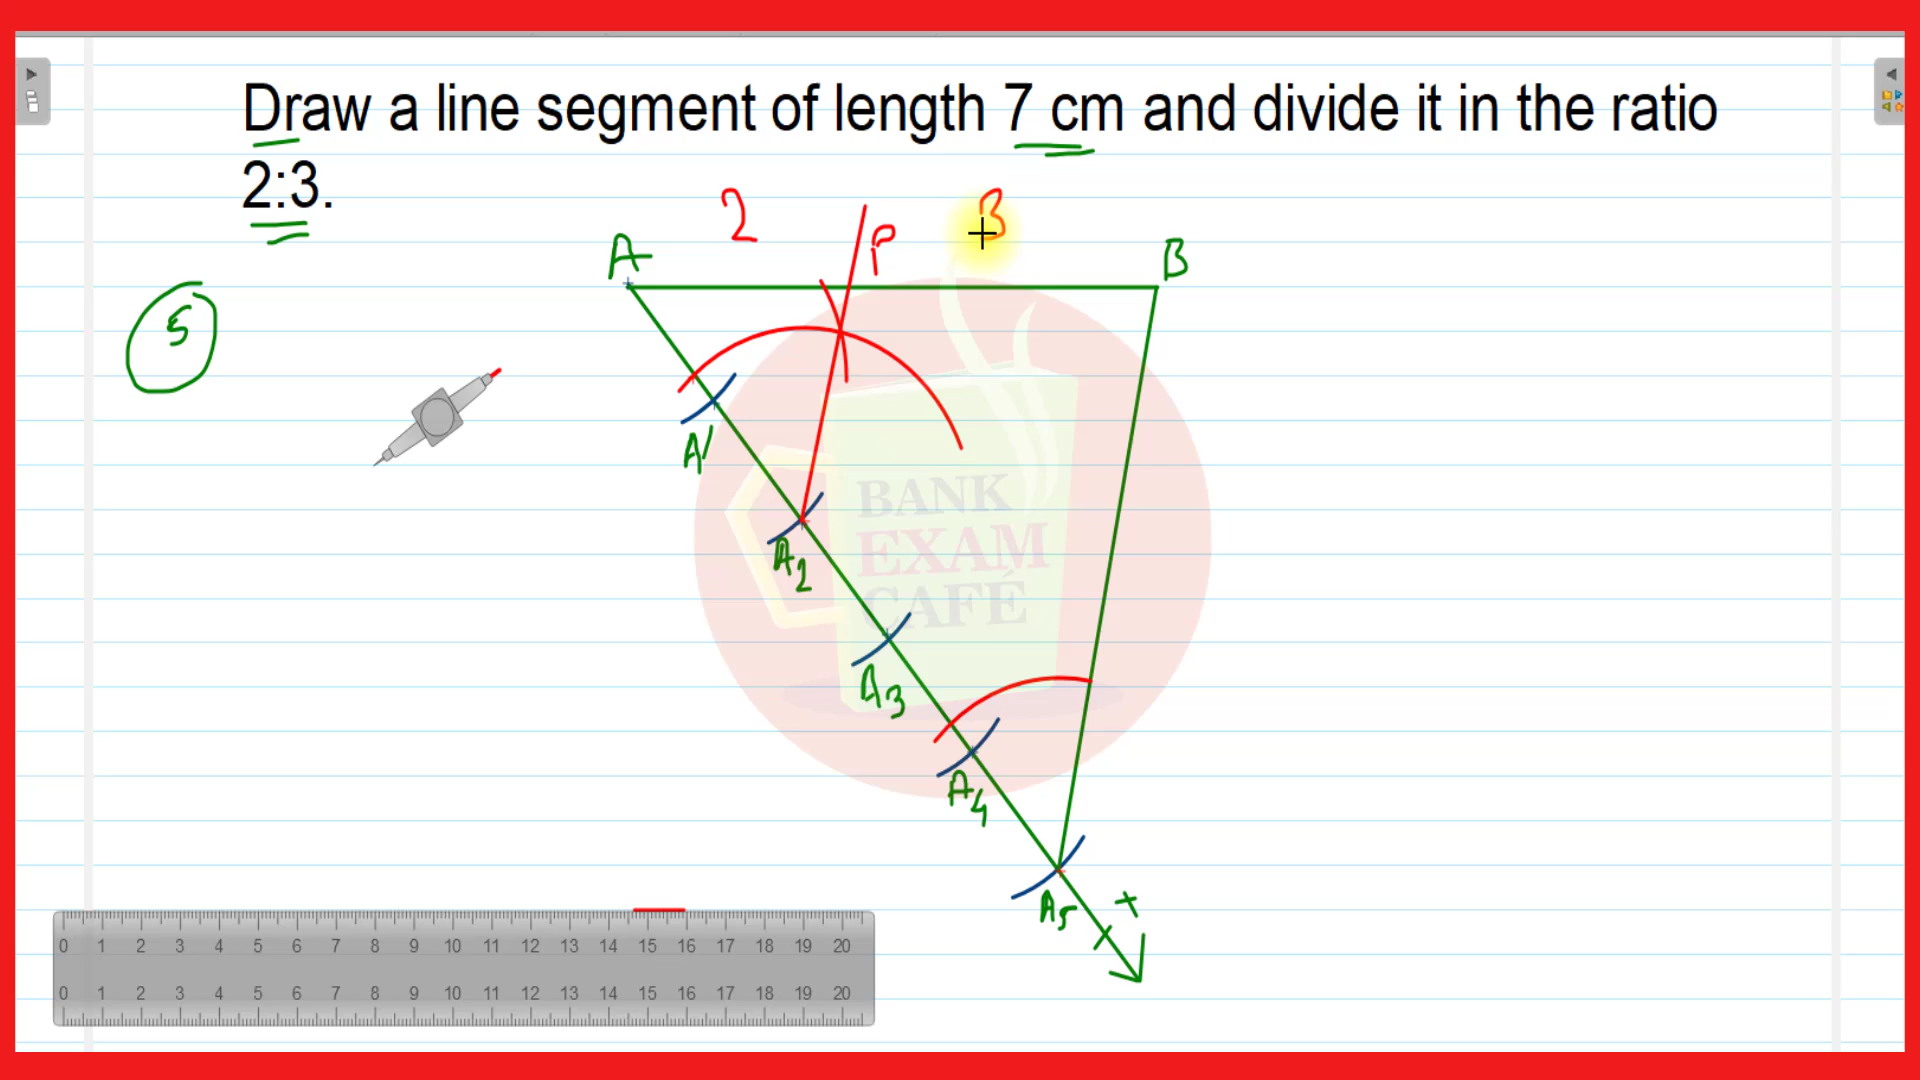 Draw a line segment of length 7 cm and divide it in the ratio
2:3.
2 3
A P B
5
A'
BANK
EXAM
CAFÉ
A2
A3
A4
A5
0 1 2 3 4 5 6 7 8 9 10 11 12 13 14 15 16 17 18 19 20
0 1 2 3 4 5 6 7 8 9 10 11 12 13 14 15 16 17 18 19 20